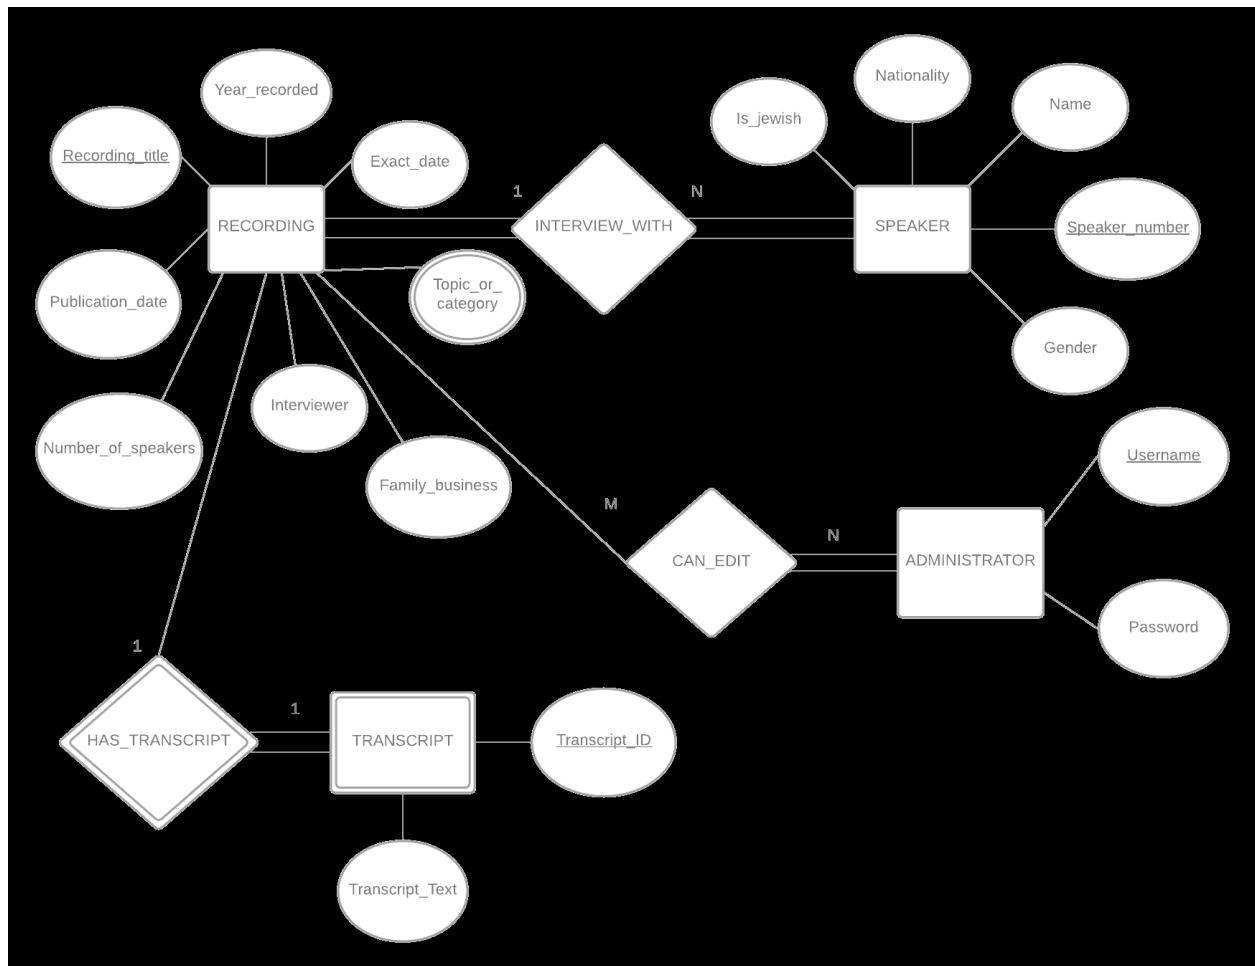 Year_recorded
Nationality
Name
Is_jewish
Recording_title
Exact_date
1
N
RECORDING
INTERVIEW_WITH
SPEAKER
Speaker_number
Topic_or_
category
Publication_date
Gender
Interviewer
Number_of_speakers
Username
Family_business
M
N
CAN_EDIT
ADMINISTRATOR
Password
1
1
HAS_TRANSCRIPT
TRANSCRIPT
Transcript_ID
Transcript_Text